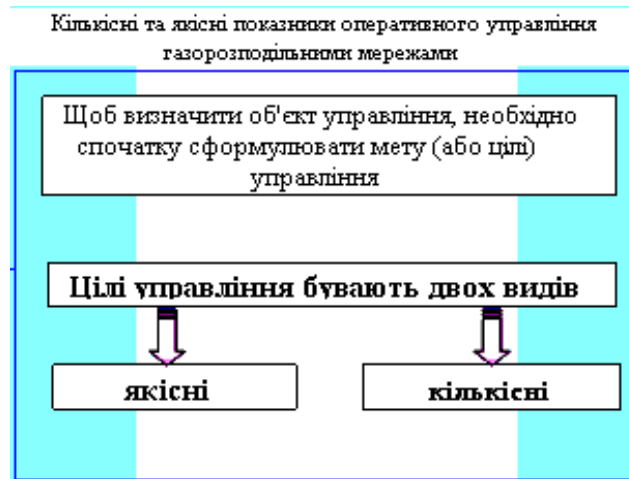 Кількісні та якісні показники оперативного управління
газорозподільними мережами
Щоб визначити об'єкт управління, необхідно
спочатку сформулювати мету (або цілі)
управління
Цілі управління бувають двох видів
якісні
кількісні